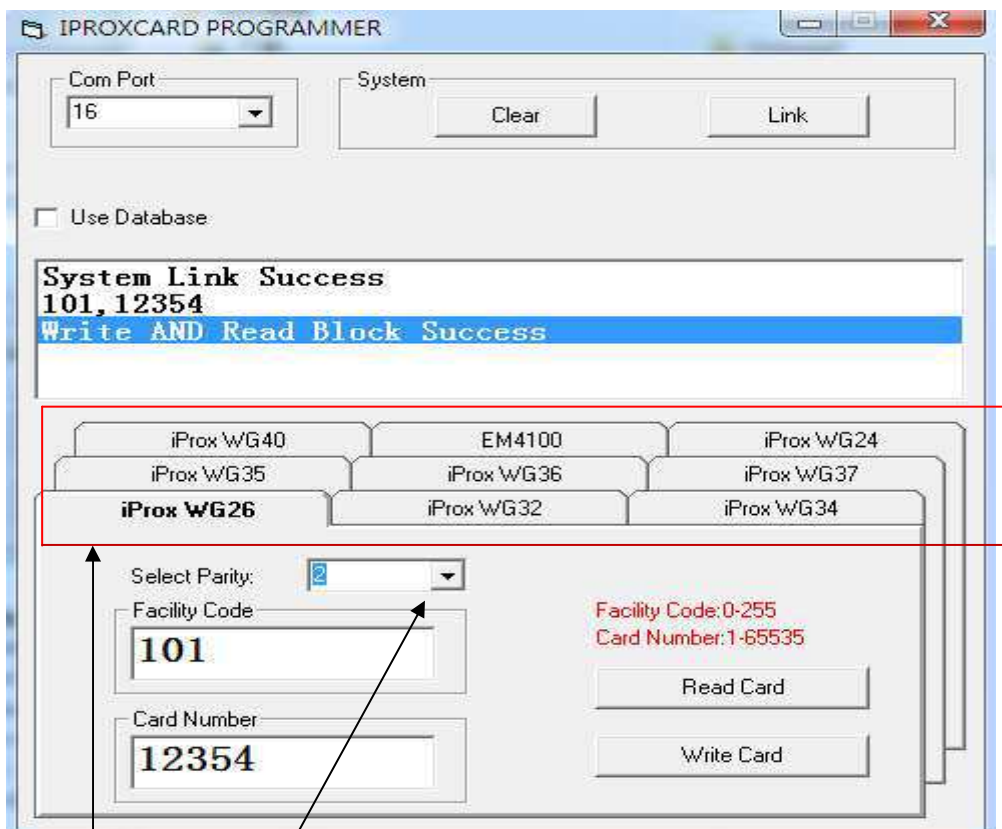 IPROXCARD PROGRAMMER
Com Port
System
16
Clear
Link
Use Database
System Link Success
101,12354
Write AND Read Block Success
iProx WG40
EM4100
iProx WG24
iProx WG35
iProx WG36
iProx WG37
iProx WG26
iProx WG32
iProx WG34
Select Parity:
2
Facility Code
101
Facility Code:0-255
Card Number:1-65535
Read Card
Card Number
12354
Write Card